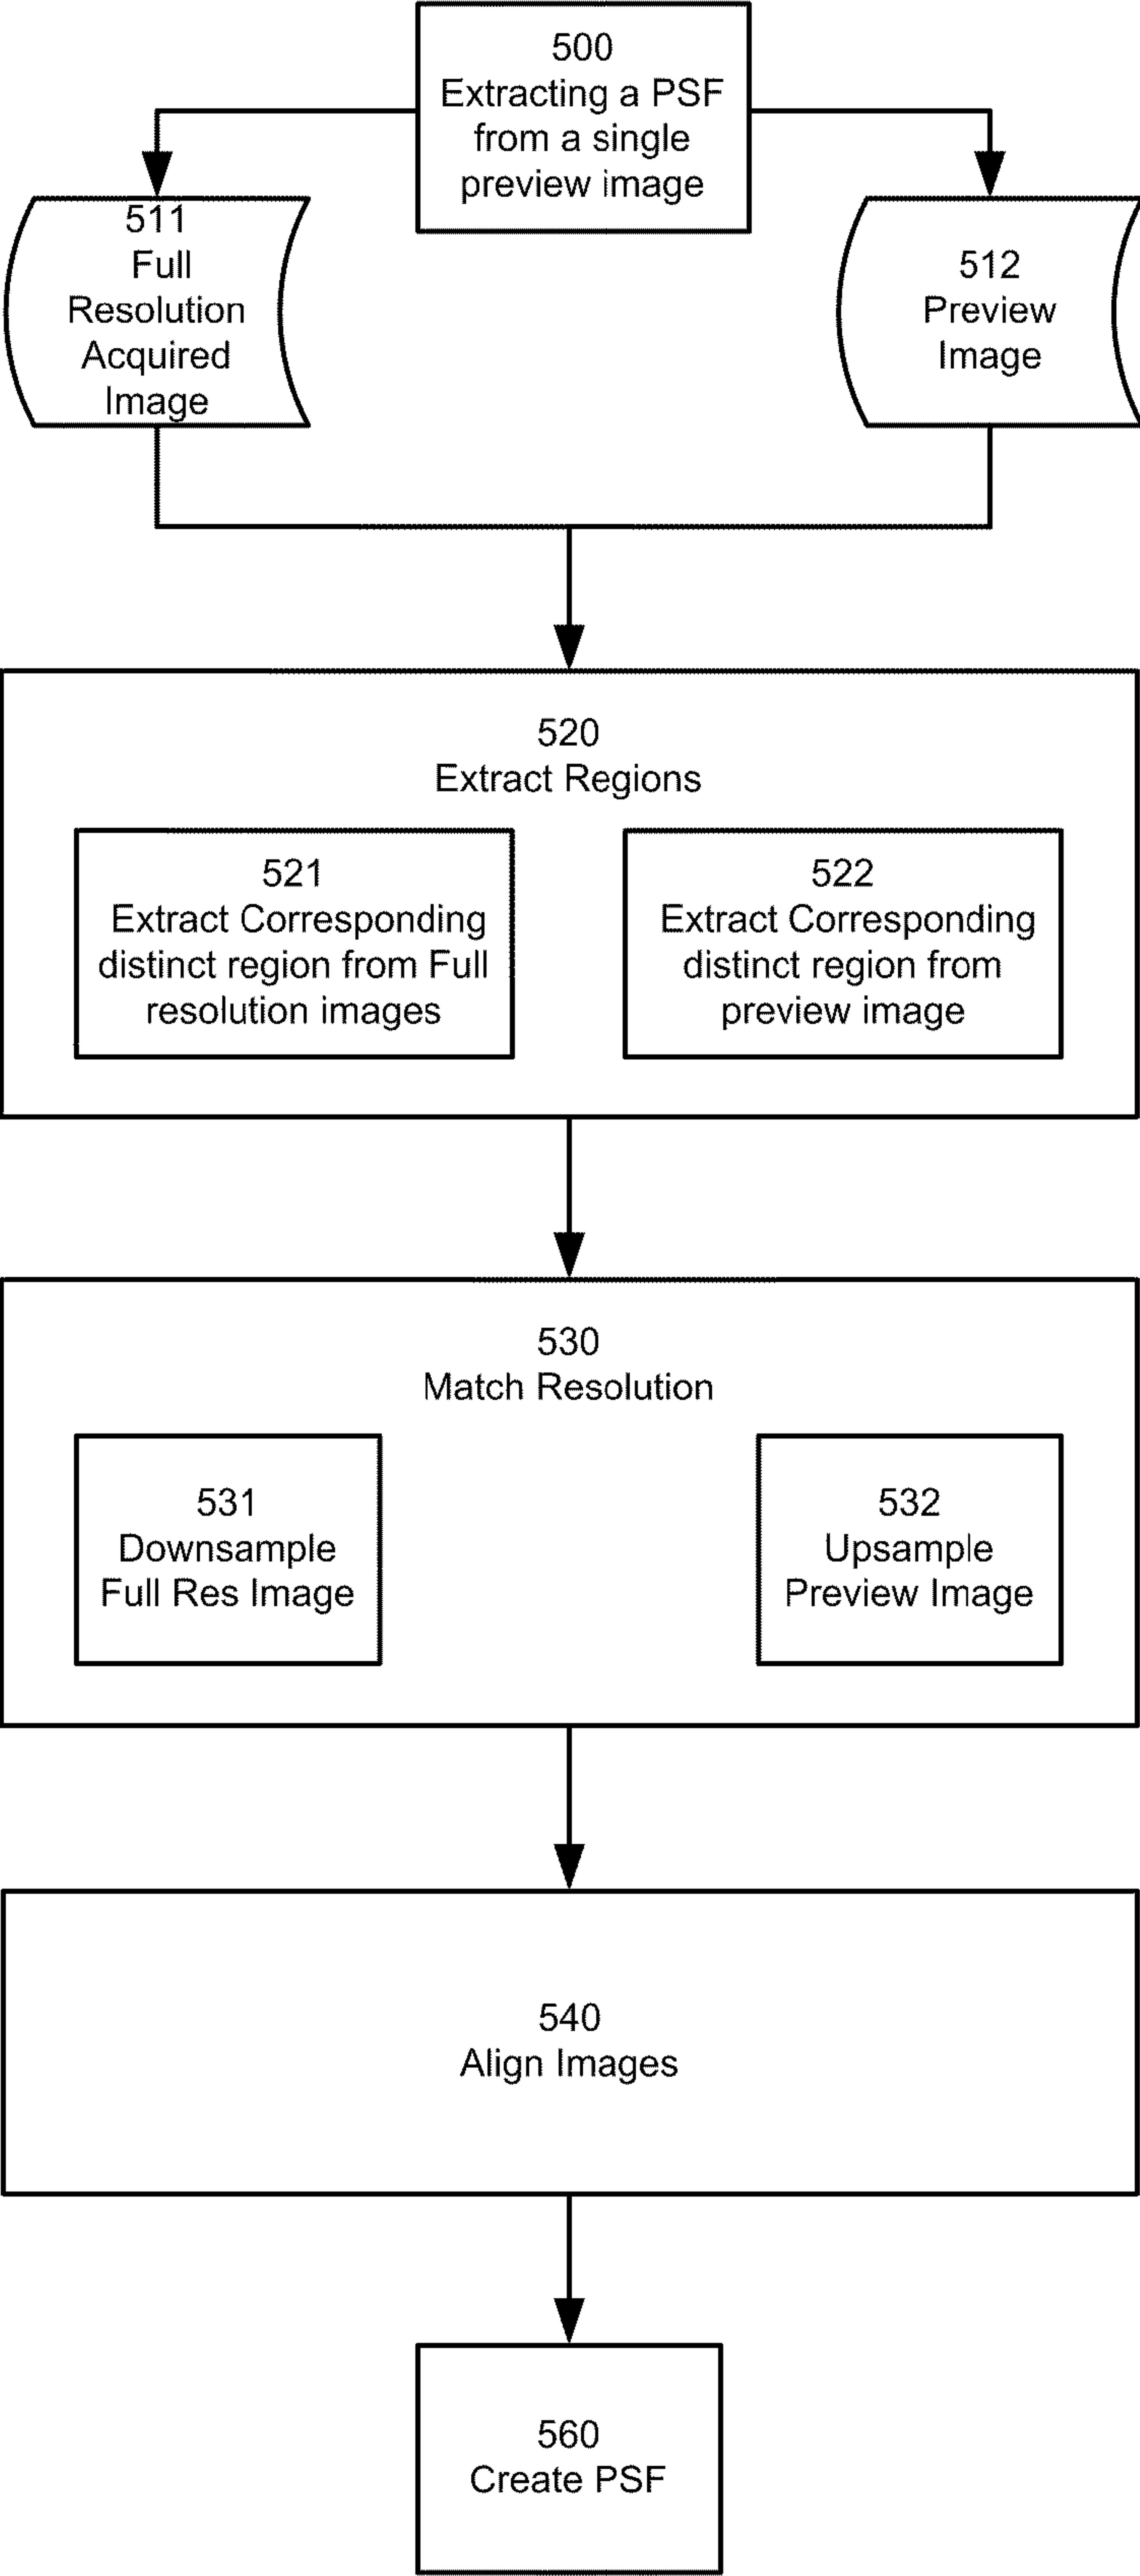 500
Extracting a PSF
from a single
preview image
511
Full
Resolution
Acquired
Image
512
Preview
Image
520
Extract Regions
521
Extract Corresponding
distinct region from Full
resolution images
522
Extract Corresponding
distinct region from
preview image
530
Match Resolution
531
Downsample
Full Res Image
532
Upsample
Preview Image
540
Align Images
560
Create PSF